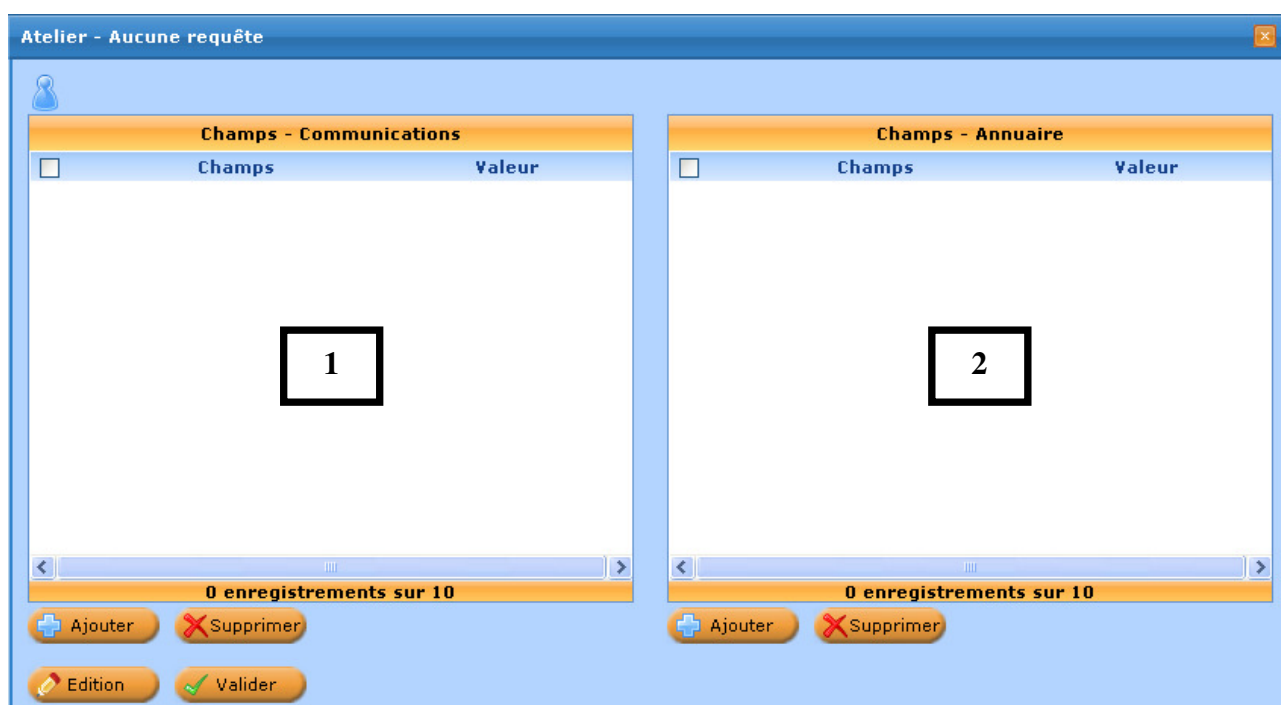 Atelier - Aucune requête
Champs - Communications
Champs Valeur
1
0 enregistrements sur 10
Ajouter Supprimer
Champs - Annuaire
Champs Valeur
2
0 enregistrements sur 10
Ajouter Supprimer
Edition Valider